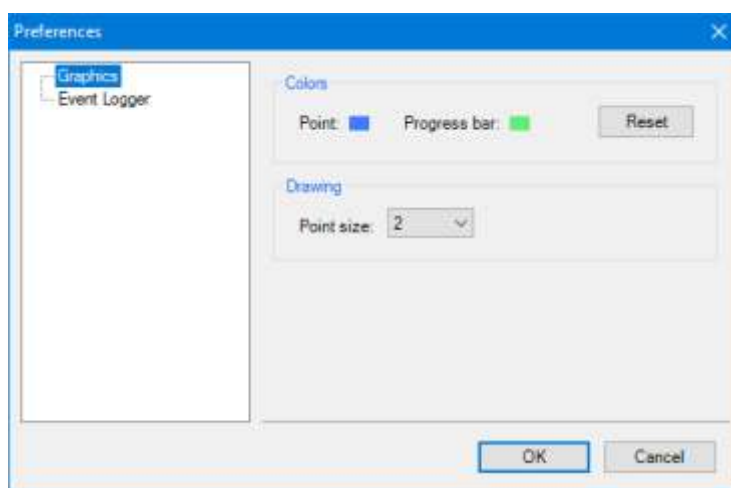 Preferences
Graphics
Event Logger
Colors
Point: Progress bar: Reset
Drawing
Point size: 2
OK Cancel